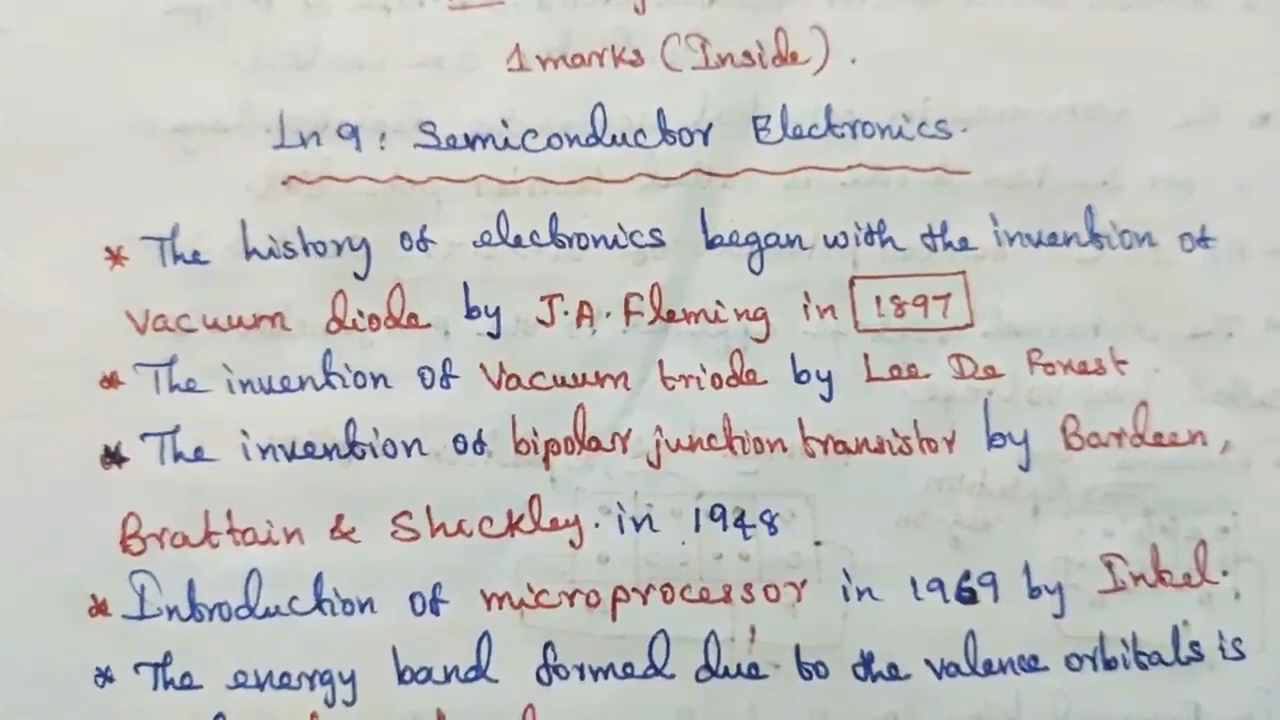 1 marks (Inside).
Ln 9: Semiconductor Electronics.
* The history of electronics began with the invention of
vacuum diode by J.A. Fleming in 1897
* The invention of Vacuum triode by Lee De Forest
* The invention of bipolar junction transistor by Bardeen,
Brattain & Shickley. in 1948
* Introduction of microprocessor in 1969 by Intel.
* The energy band formed due to the valence orbitals is